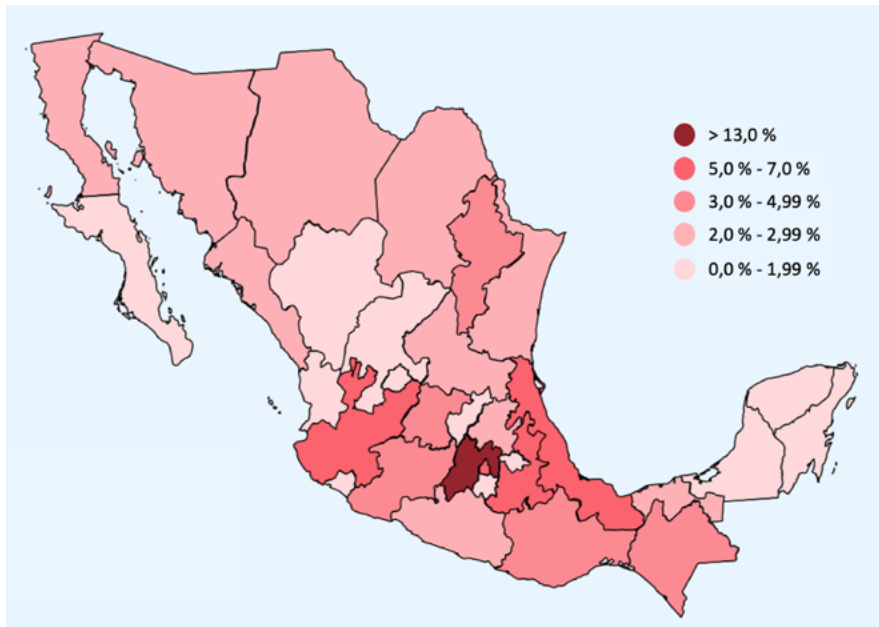 > 13,0 %
5,0 % - 7,0 %
3,0 % - 4,99 %
2,0 % - 2,99 %
0,0 % - 1,99 %